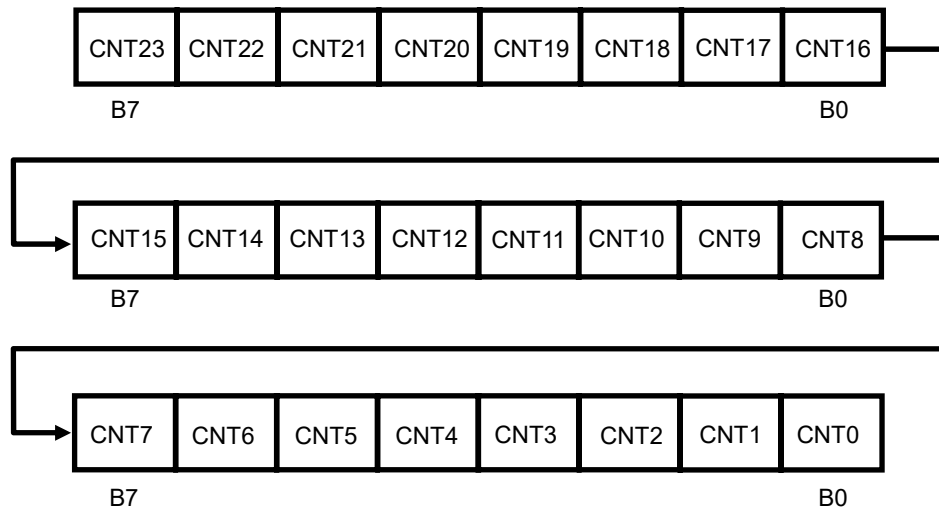 CNT23 CNT22 CNT21 CNT20 CNT19 CNT18 CNT17 CNT16
B7 B0
CNT15 CNT14 CNT13 CNT12 CNT11 CNT10 CNT9 CNT8
B7 B0
CNT7 CNT6 CNT5 CNT4 CNT3 CNT2 CNT1 CNT0
B7 B0